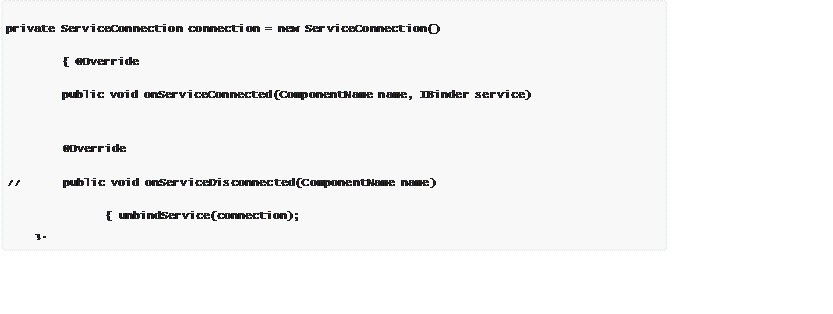 private ServiceConnection connection = new ServiceConnection()
{ @Override
public void onServiceConnected(ComponentName name, IBinder service)
@Override
// public void onServiceDisconnected(ComponentName name)
{ unbindService(connection);